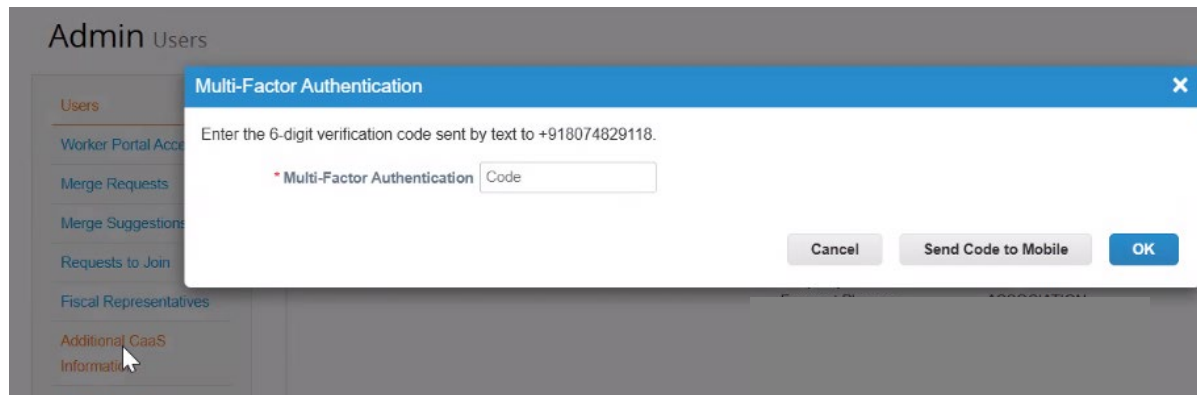 Admin Users
Multi-Factor Authentication
Users
Enter the 6-digit verification code sent by text to +918074829118.
Worker Portal Acce
* Multi-Factor Authentication Code
Merge Requests
Merge Suggestions
Cancel Send Code to Mobile OK
Requests to Join
Fiscal Representatives
Additional CaaS
Information